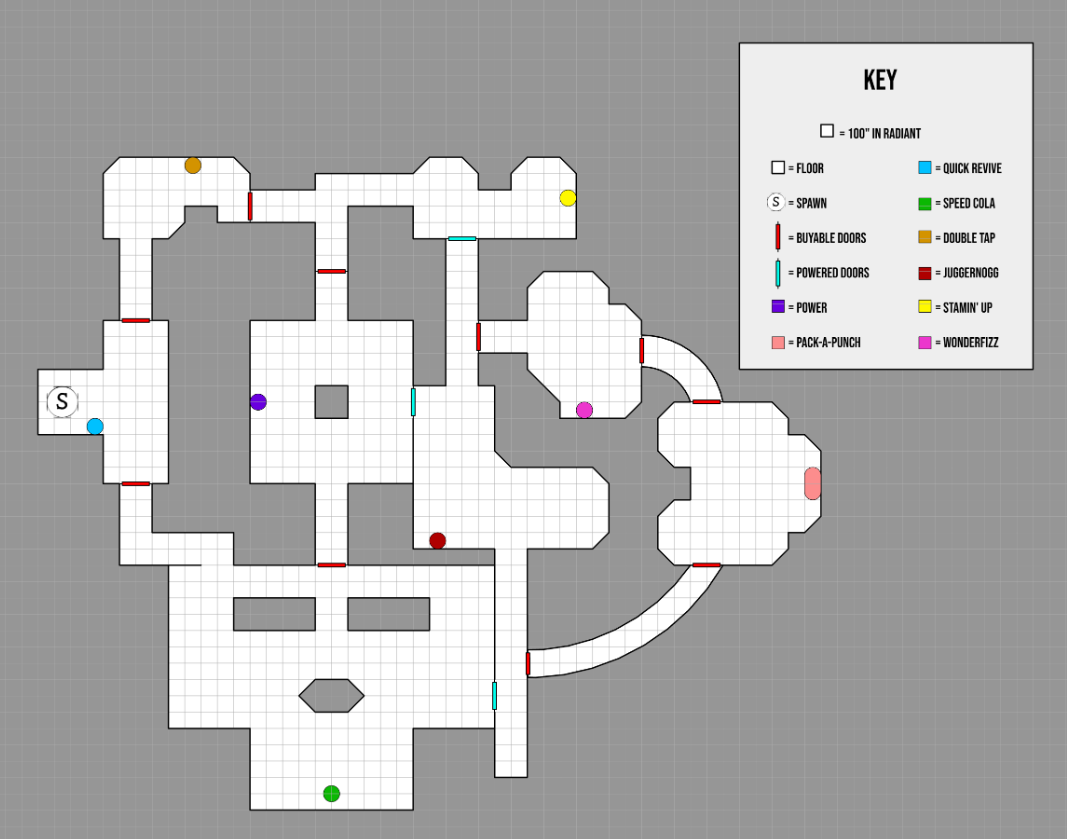 KEY
= 100" IN RADIANT
= FLOOR
= QUICK REVIVE
S = SPAWN
= SPEED COLA
= BUYABLE DOORS
= DOUBLE TAP
= POWERED DOORS
= JUGGERNOGG
= POWER
= STAMIN' UP
= PACK-A-PUNCH
= WONDERFIZZ
S